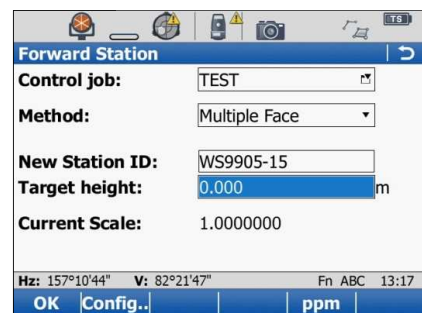 TS
Forward Station
Control job: TEST
Method: Multiple Face
New Station ID: WS9905-15
Target height: 0.000 m
Current Scale: 1.0000000
Hz: 157°10'44" V: 82°21'47" Fn ABC 13:17
OK Config.. ppm